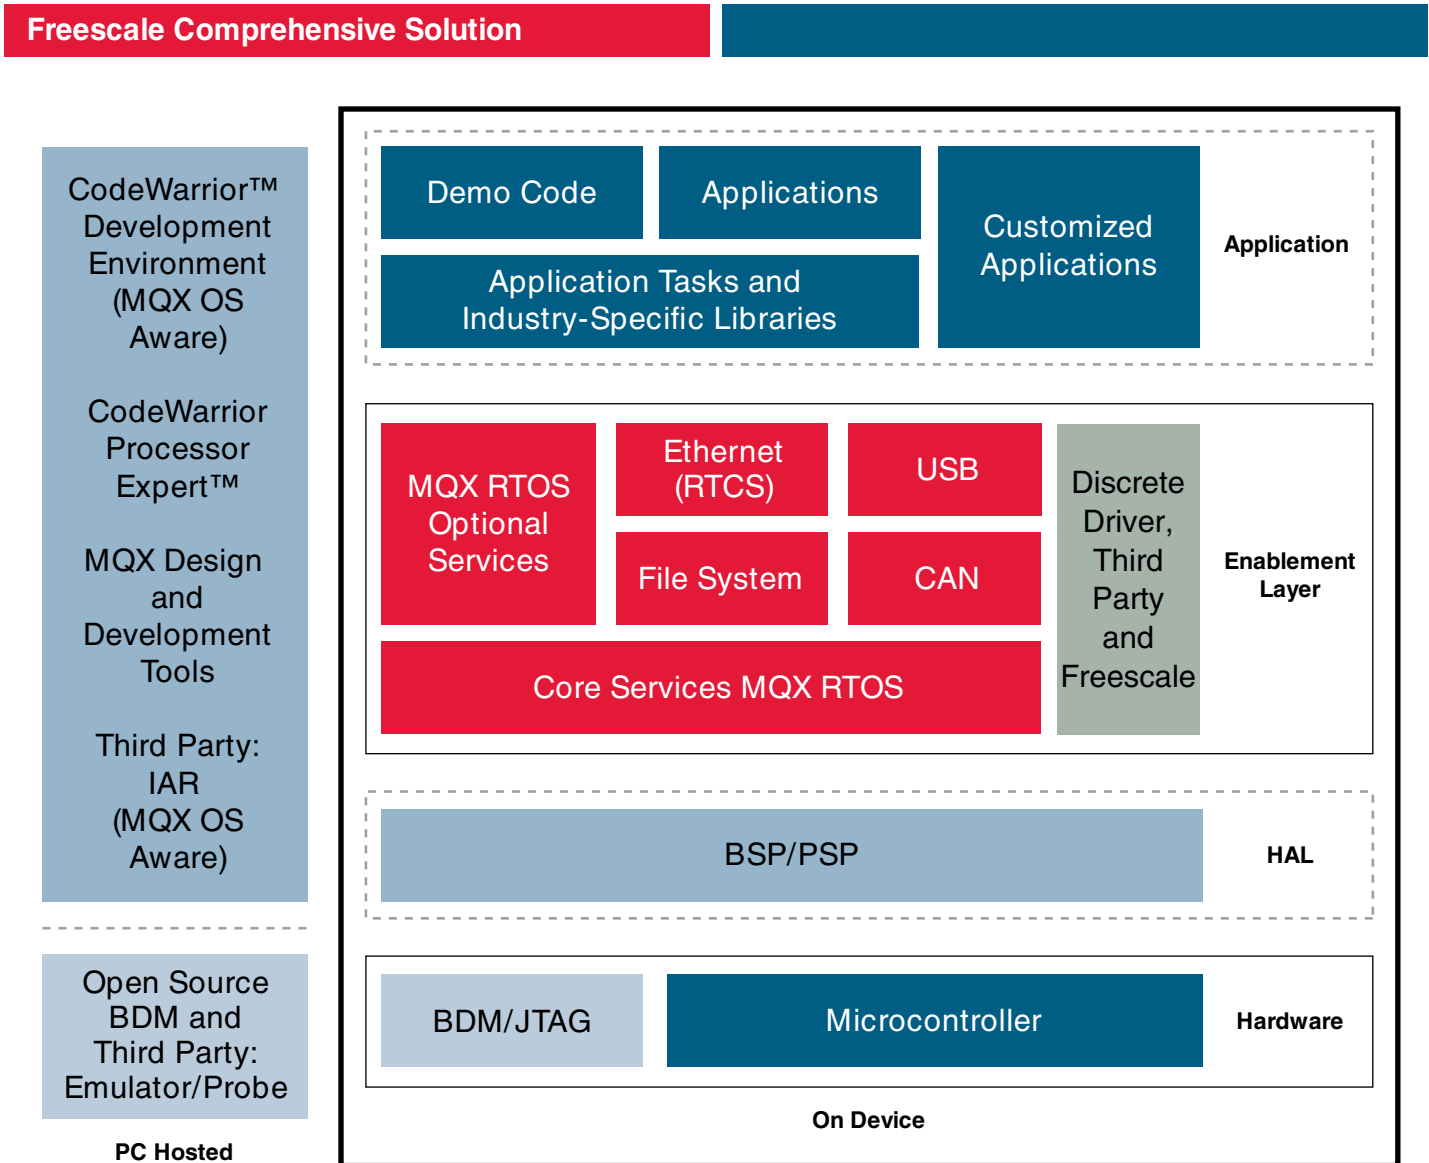 Freescale Comprehensive Solution
CodeWarrior™
Development
Environment
(MQX OS
Aware)
CodeWarrior
Processor
Expert™
MQX Design
and
Development
Tools
Third Party:
IAR
(MQX OS
Aware)
Open Source
BDM and
Third Party:
Emulator/Probe
PC Hosted
Demo Code
Applications
Customized
Applications
Application Tasks and
Industry-Specific Libraries
Application
MQX RTOS
Optional
Services
Ethernet
(RTCS)
USB
File System
CAN
Core Services MQX RTOS
Discrete
Driver,
Third
Party
and
Freescale
Enablement
Layer
BSP/PSP
HAL
BDM/JTAG
Microcontroller
Hardware
On Device